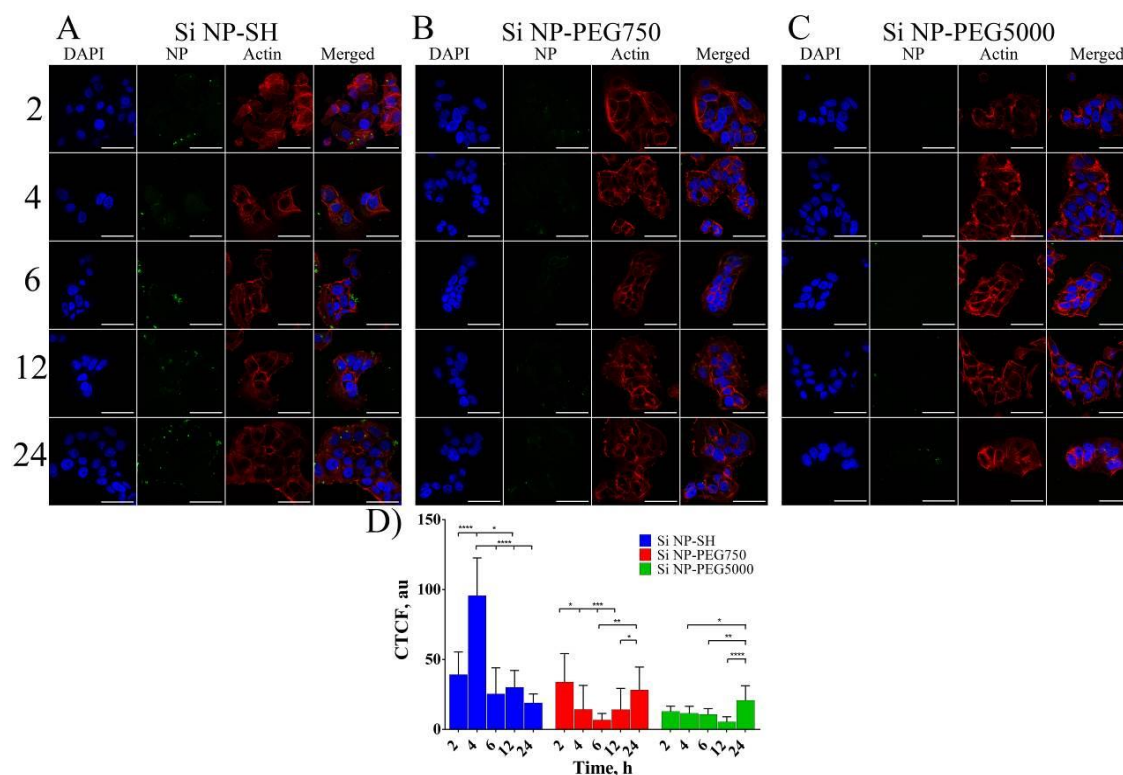 A
Si NP-SH
DAPI NP Actin Merged
B
Si NP-PEG750
DAPI NP Actin Merged
C
Si NP-PEG5000
DAPI NP Actin Merged
2
4
6
12
24
D)
150
100
50
0
CTCF, au
**** *
****
* ***
**
*
*
**
****
Si NP-SH
Si NP-PEG750
Si NP-PEG5000
2 4 6 12 24 2 4 6 12 24 2 4 6 12 24
Time, h